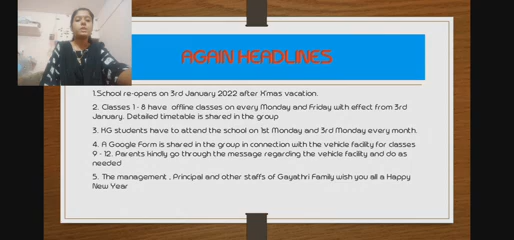 AGAIN HEADLINES
1.School re-opens on 3rd January 2022 after X'mas vacation.
2. Classes 1 - 8 have offline classes on every Monday and Friday with effect from 3rd
January. Detailed timetable is shared in the group
3. KG students have to attend the school on 1st Monday and 3rd Monday every month.
4. A Google Form is shared in the group in connection with the vehicle facility for classes
9 - 12. Parents kindly go through the message regarding the vehicle facility and do as
needed
5. The management , Principal and other staffs of Gayathri Family wish you all a Happy
New Year